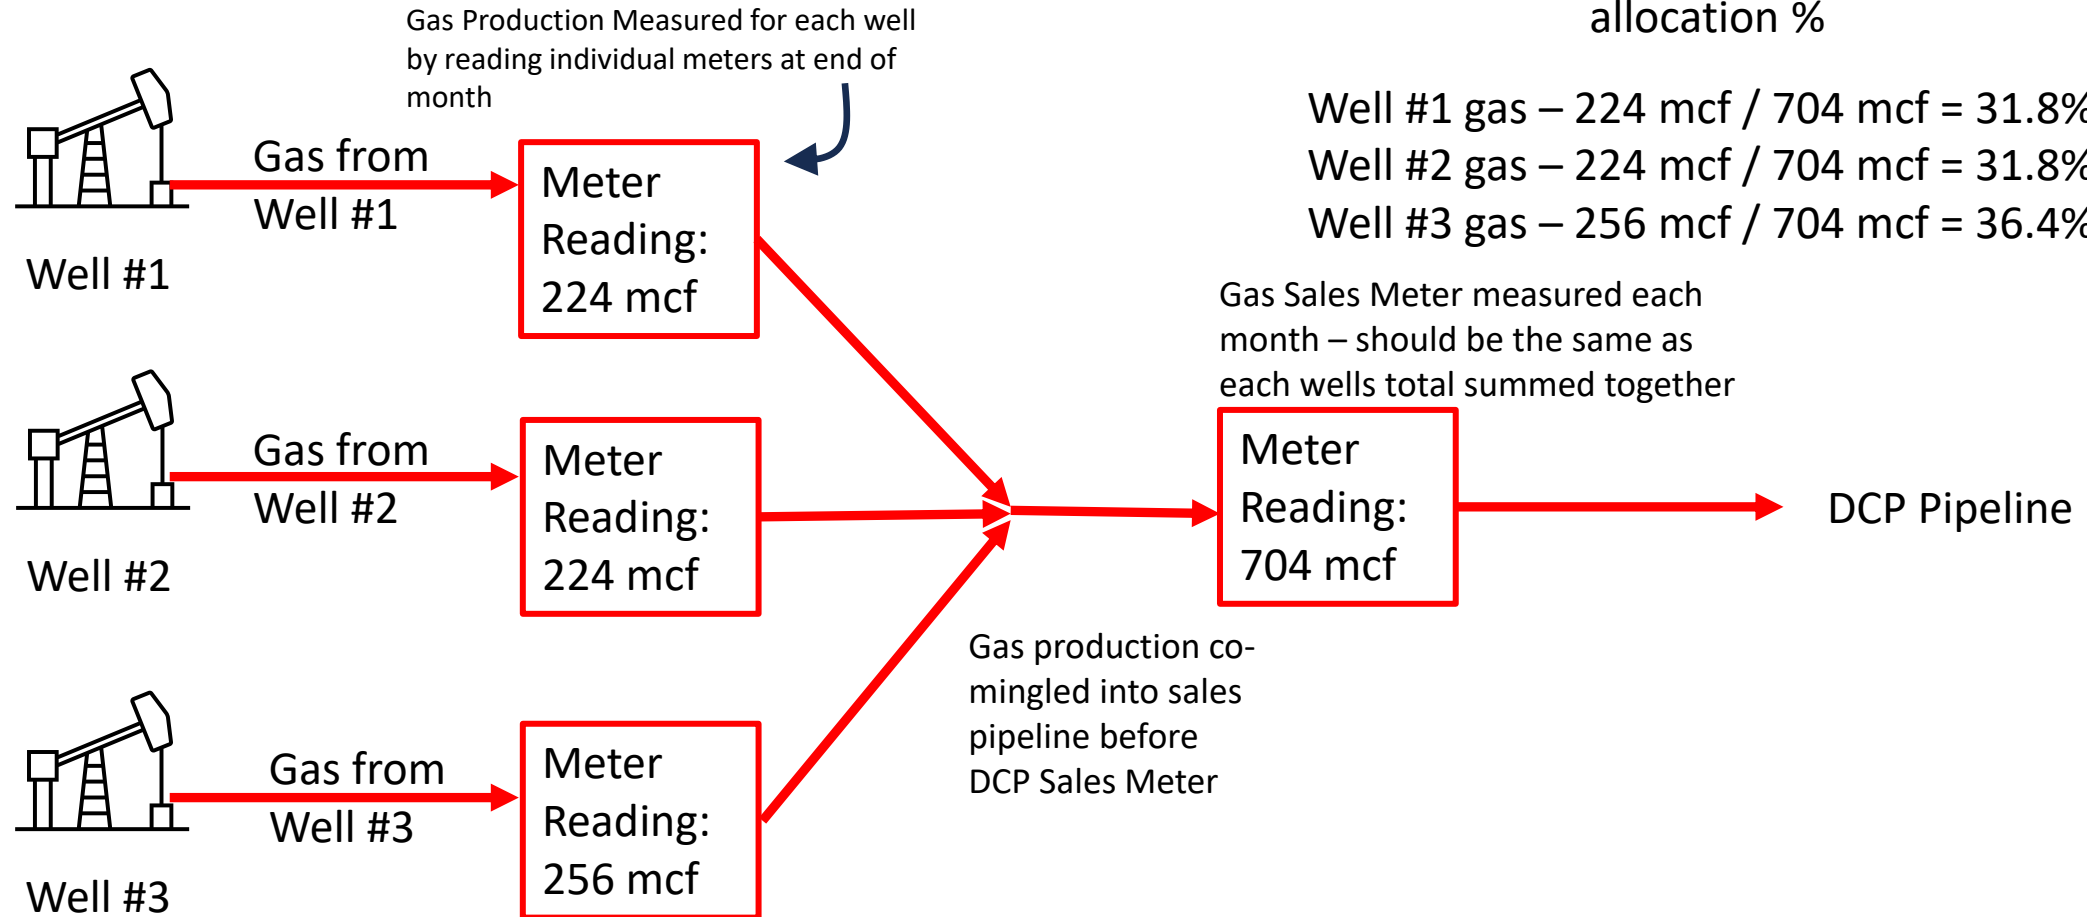 Gas Production Measured for each well
by reading individual meters at end of
month
allocation %
Well #1 gas – 224 mcf / 704 mcf = 31.8%
Well #2 gas – 224 mcf / 704 mcf = 31.8%
Well #3 gas – 256 mcf / 704 mcf = 36.4%
Gas from
Well #1
Meter
Reading:
224 mcf
Well #1
Gas Sales Meter measured each
month – should be the same as
each wells total summed together
Gas from
Well #2
Meter
Reading:
224 mcf
Well #2
Meter
Reading:
704 mcf
DCP Pipeline
Gas production co-
mingled into sales
pipeline before
DCP Sales Meter
Gas from
Well #3
Meter
Reading:
256 mcf
Well #3